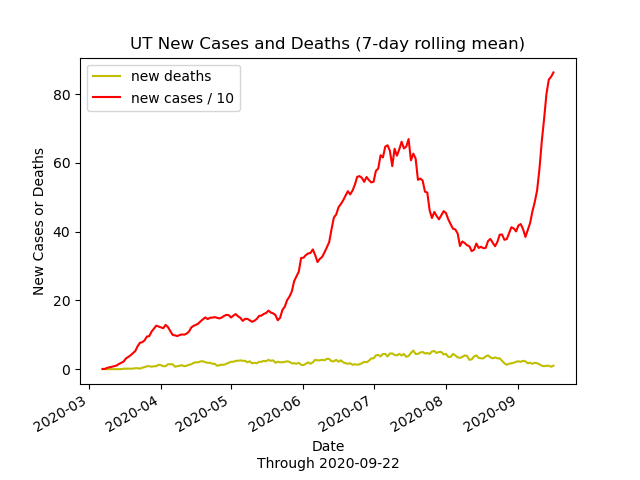 UT New Cases and Deaths (7-day rolling mean)
new deaths
new cases / 10
New Cases or Deaths
80
60
40
20
0
2020-03
2020-04
2020-05
2020-06
2020-07
2020-08
2020-09
Date
Through 2020-09-22